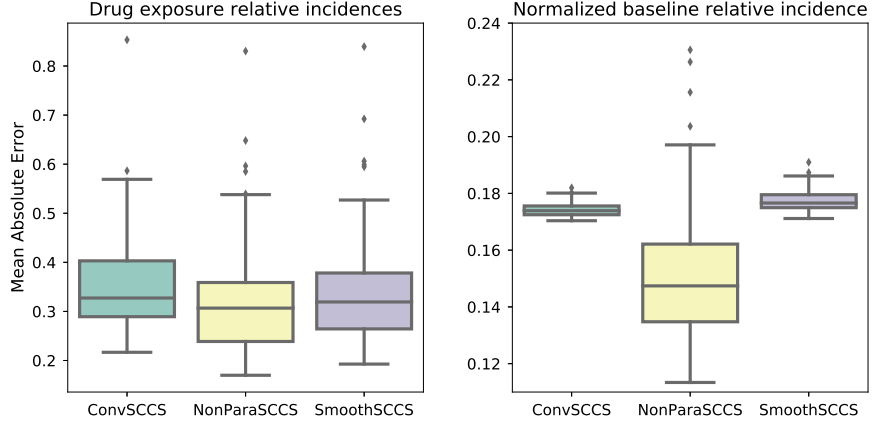 Drug exposure relative incidences
Mean Absolute Error
0.8
0.7
0.6
0.5
0.4
0.3
0.2
ConvSCCS NonParaSCCS SmoothSCCS
Normalized baseline relative incidence
0.24
0.22
0.20
0.18
0.16
0.14
0.12
ConvSCCS NonParaSCCS SmoothSCCS